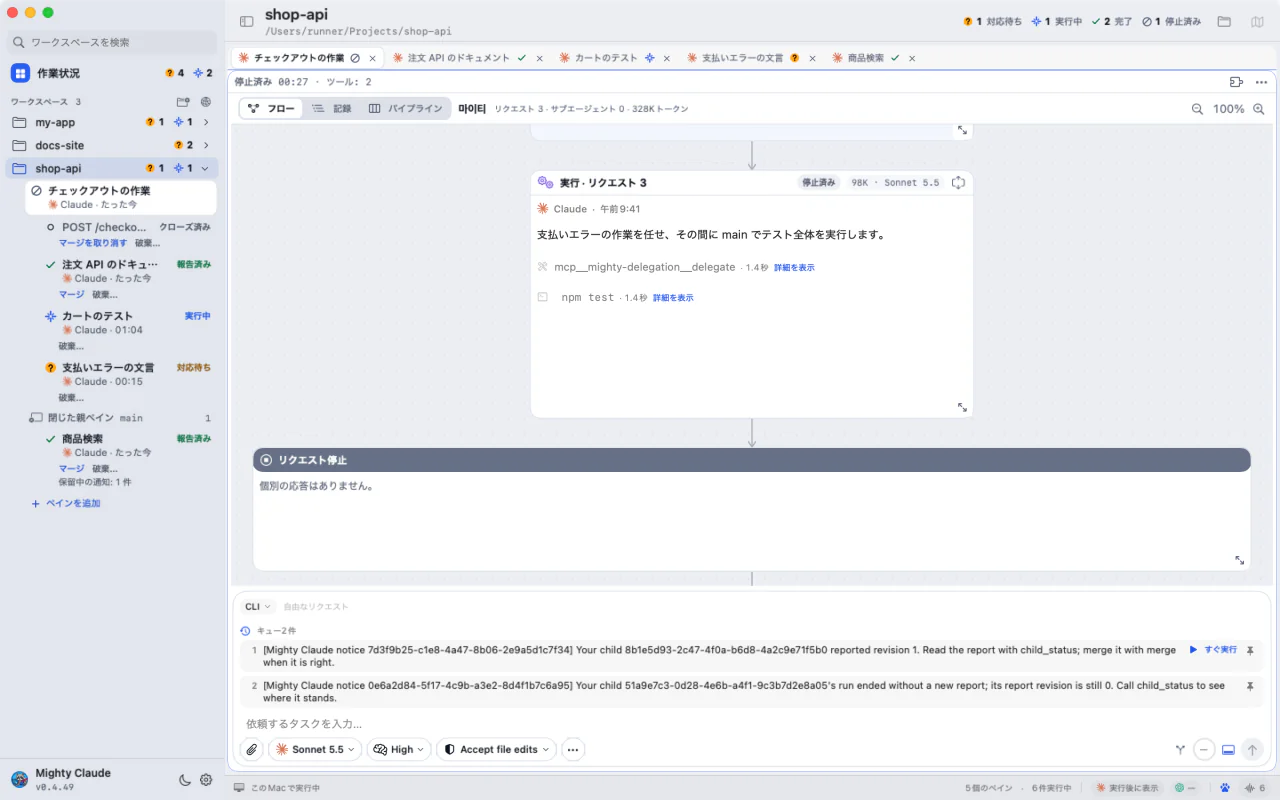 shop-api
/Users/runner/Projects/shop-api
1 対応待ち 1 実行中 2 完了 1 停止済み
ワークスペースを検索
作業状況 4 2
ワークスペース 3
my-app 1 1
docs-site 2
shop-api 1 1
チェックアウトの作業
Claude · たった今
POST /checko... クローズ済み
マージを取り消す 破棄...
注文 API のドキュ… 報告済み
Claude · たった今
マージ 破棄...
カートのテスト 実行中
Claude · 01:04
破棄...
支払いエラーの文言 対応待ち
Claude · 00:15
破棄...
閉じた親ペイン main 1
商品検索 報告済み
Claude · たった今
マージ 破棄...
保留中の通知: 1 件
+ ペインを追加
Mighty Claude
v0.4.49
チェックアウトの作業 注文 API のドキュメント カートのテスト 支払いエラーの文言 商品検索
停止済み 00:27 · ツール: 2
フロー 記録 パイプライン 마이티 リクエスト 3 · サブエージェント 0 · 328Kトークン 100%
実行 · リクエスト 3 停止済み 98K · Sonnet 5.5
Claude · 午前9:41
支払いエラーの作業を任せ、その間に main でテスト全体を実行します。
mcp__mighty-delegation__delegate · 1.4秒 詳細を表示
npm test · 1.4秒 詳細を表示
リクエスト停止
個別の応答はありません。
CLI 自由なリクエスト
キュー2件
1 [Mighty Claude notice 7d3f9b25-c1e8-4a47-8b06-2e9a5d1c7f34] Your child 8b1e5d93-2c47-4f0a-b6d8-4a2c9e71f5b0 reported revision 1. Read the report with child_status; merge it with merge
when it is right.
すぐ実行
2 [Mighty Claude notice 0e6a2d84-5f17-4c9b-a3e2-8d4f1b7c6a95] Your child 51a9e7c3-0d28-4e6b-a4f1-9c3b7d2e8a05's run ended without a new report; its report revision is still 0. Call child_status to see
where it stands.
依頼するタスクを入力...
Sonnet 5.5 High Accept file edits
このMacで実行中 5個のペイン · 6件実行中 実行後に表示 6